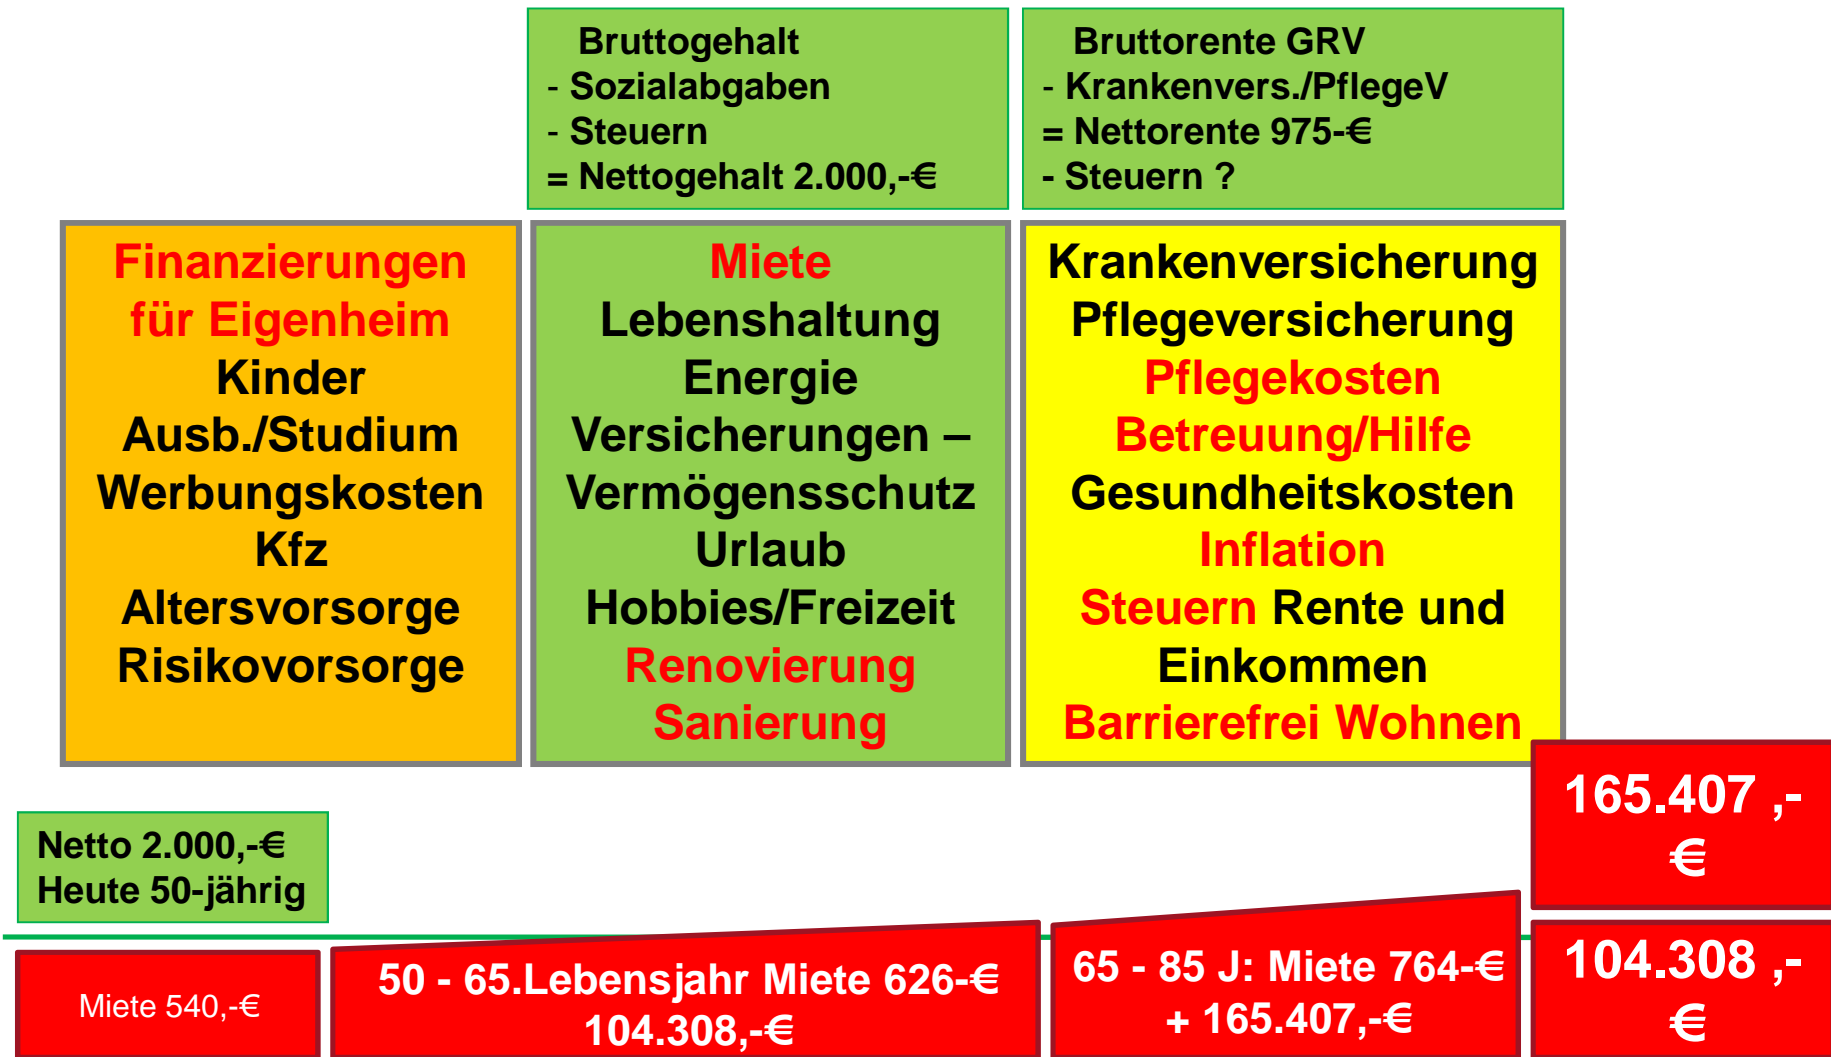 Bruttogehalt
- Sozialabgaben
- Steuern
= Nettogehalt 2.000,-€
Bruttorente GRV
- Krankenvers./PflegeV
= Nettorente 975-€
- Steuern ?
Finanzierungen
für Eigenheim
Kinder
Ausb./Studium
Werbungskosten
Kfz
Altersvorsorge
Risikovorsorge
Miete
Lebenshaltung
Energie
Versicherungen –
Vermögensschutz
Urlaub
Hobbies/Freizeit
Renovierung
Sanierung
Krankenversicherung
Pflegeversicherung
Pflegekosten
Betreuung/Hilfe
Gesundheitskosten
Inflation
Steuern Rente und
Einkommen
Barrierefrei Wohnen
165.407 ,-
€
Netto 2.000,-€
Heute 50-jährig
Miete 540,-€
50 - 65.Lebensjahr Miete 626-€
104.308,-€
65 - 85 J: Miete 764-€
+ 165.407,-€
104.308 ,-
€